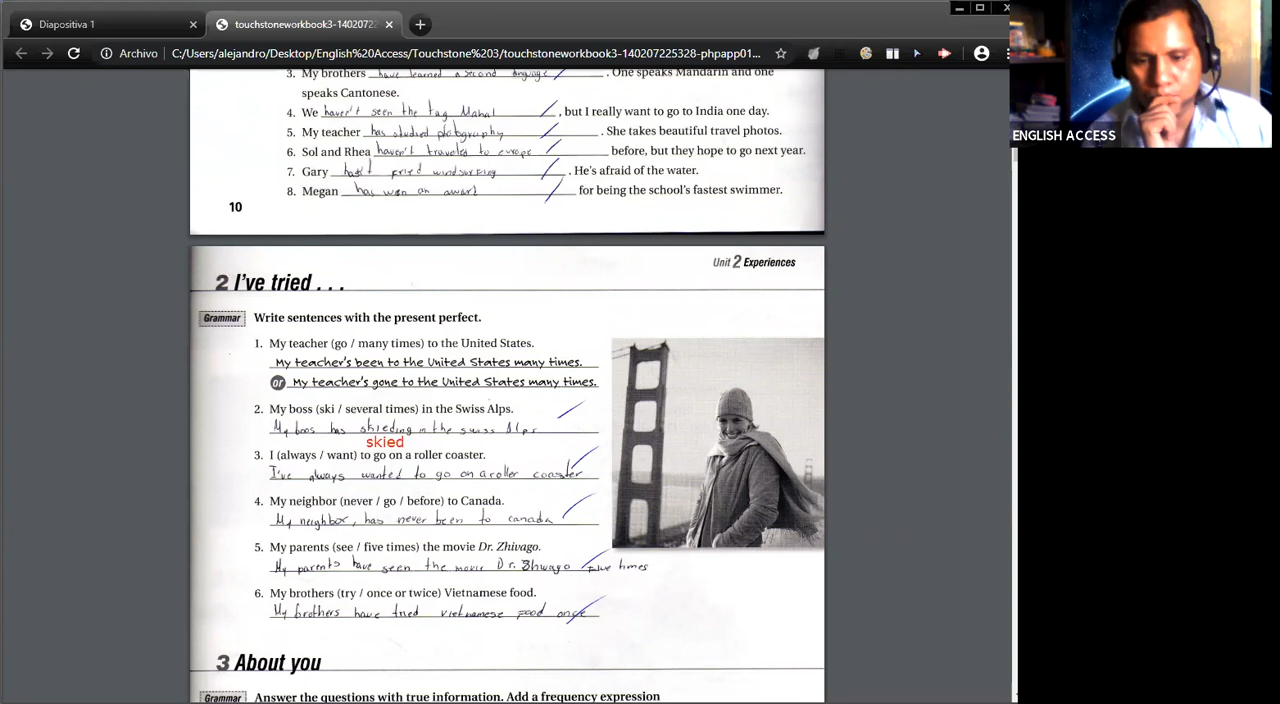 Diapositiva 1
touchstoneworkbook3-14020722
Archivo
C:/Users/alejandro/Desktop/English%20Access/Touchstone%203/touchstoneworkbook3-140207225328-phpapp01...
ENGLISH ACCESS
3. My brothers have learned a second language. One speaks Mandarin and one
speaks Cantonese.
4. We haven't seen the tag Mahal, but I really want to go to India one day.
5. My teacher has studied photography. She takes beautiful travel photos.
6. Sol and Rhea haven't traveled to europe before, but they hope to go next year.
7. Gary tried windsurfing. He's afraid of the water.
8. Megan has won an award for being the school's fastest swimmer.
10
Unit 2 Experiences
2 I've tried . . .
Grammar Write sentences with the present perfect.
1. My teacher (go / many times) to the United States.
My teacher's been to the United States many times.
or My teacher's gone to the United States many times.
2. My boss (ski / several times) in the Swiss Alps.
My boos has skieding in the swiss Alps
skied
3. I (always / want) to go on a roller coaster.
I've always wanted to go on a roller coaster
4. My neighbor (never / go / before) to Canada.
My neighbor, has never been to canada
5. My parents (see / five times) the movie Dr. Zhivago.
My parents have seen the movie Dr. five times
6. My brothers (try / once or twice) Vietnamese food.
My brothers have tried vietnamese food once
3 About you
Grammar Answer the questions with true information. Add a frequency expression